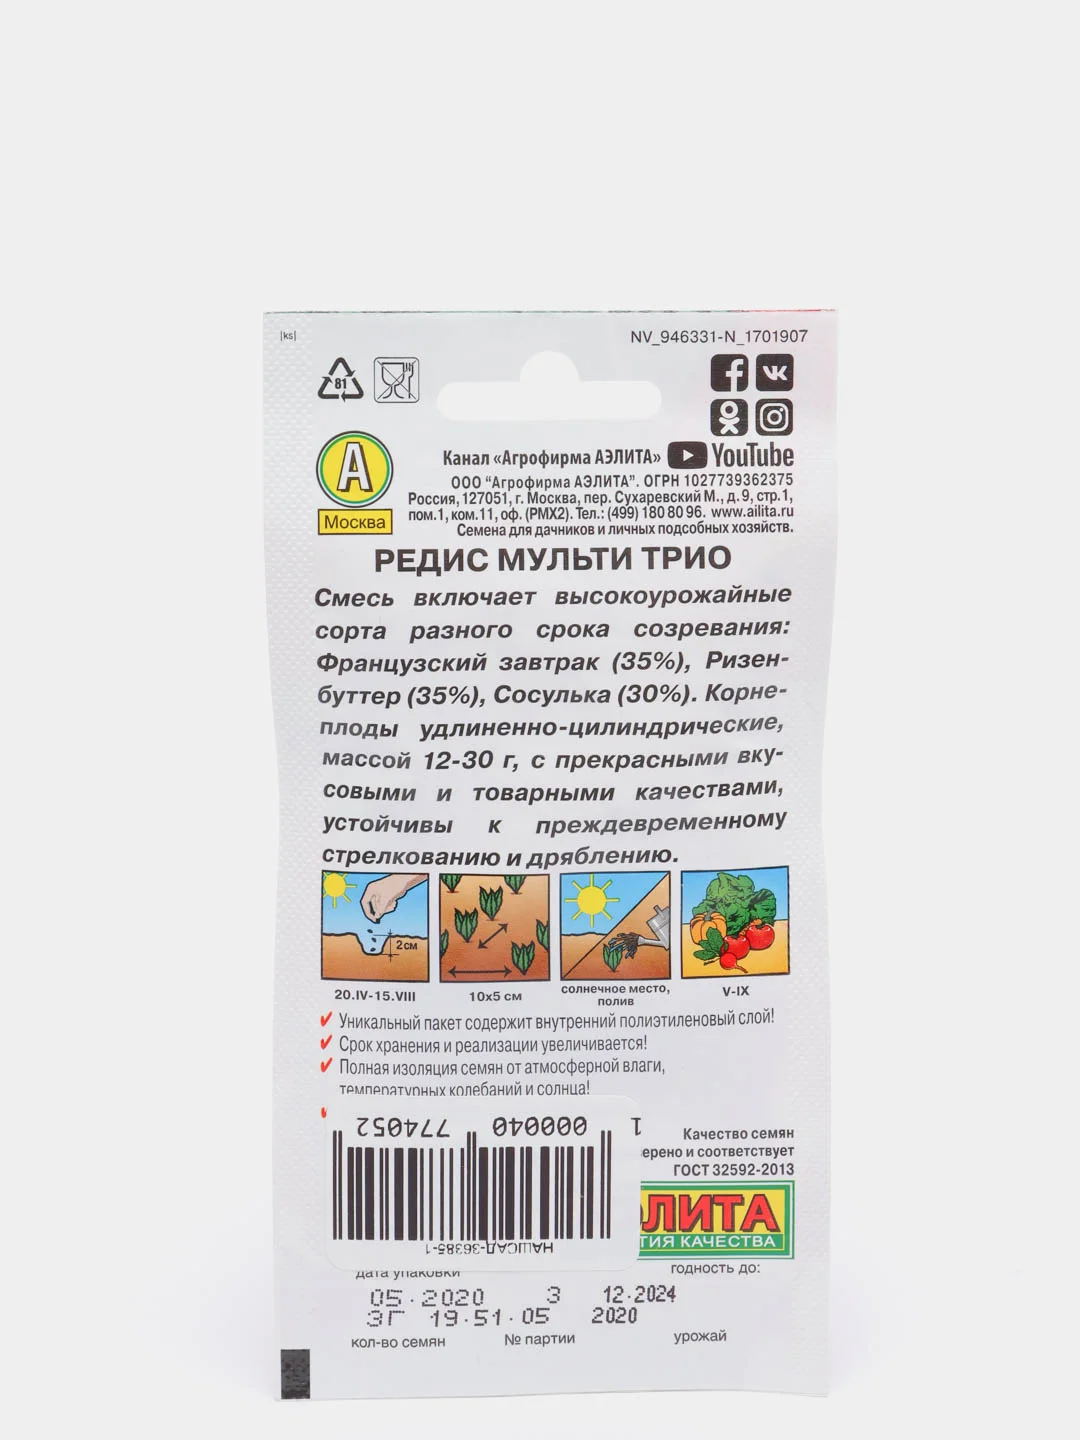 |ks|
NV_946331-N_1701907
81
А
Москва
Канал «Агрофирма АЭЛИТА» YouTube
ООО "Агрофирма АЭЛИТА". ОГРН 1027739362375
Россия, 127051, г. Москва, пер. Сухаревский М., д. 9, стр. 1,
пом.1, ком.11, оф. (РМХ2). Тел.: (499) 180 80 96. www.ailita.ru
Семена для дачников и личных подсобных хозяйств.
РЕДИС МУЛЬТИ ТРИО
Смесь включает высокоурожайные
сорта разного срока созревания:
Французский завтрак (35%), Ризен-
буттер (35%), Сосулька (30%). Корне-
плоды удлиненно-цилиндрические,
массой 12-30 г, с прекрасными вку-
совыми и товарными качествами,
устойчивы к преждевременному
стрелкованию и дряблению.
2 см
20.IV-15.VIII
10х5 см
солнечное место,
полив
V-IX
Уникальный пакет содержит внутренний полиэтиленовый слой!
Срок хранения и реализации увеличивается!
Полная изоляция семян от атмосферной влаги,
температурных колебаний и солнца!
1 000040 774052
НАШСАД-36385-1
Качество семян
ерено и соответствует
ГОСТ 32592-2013
ЛИТА
ТИЯ КАЧЕСТВА
дата упаковки
годность до:
05.2020 3 12.2024
3Г 19.51.05 2020
кол-во семян № партии урожай